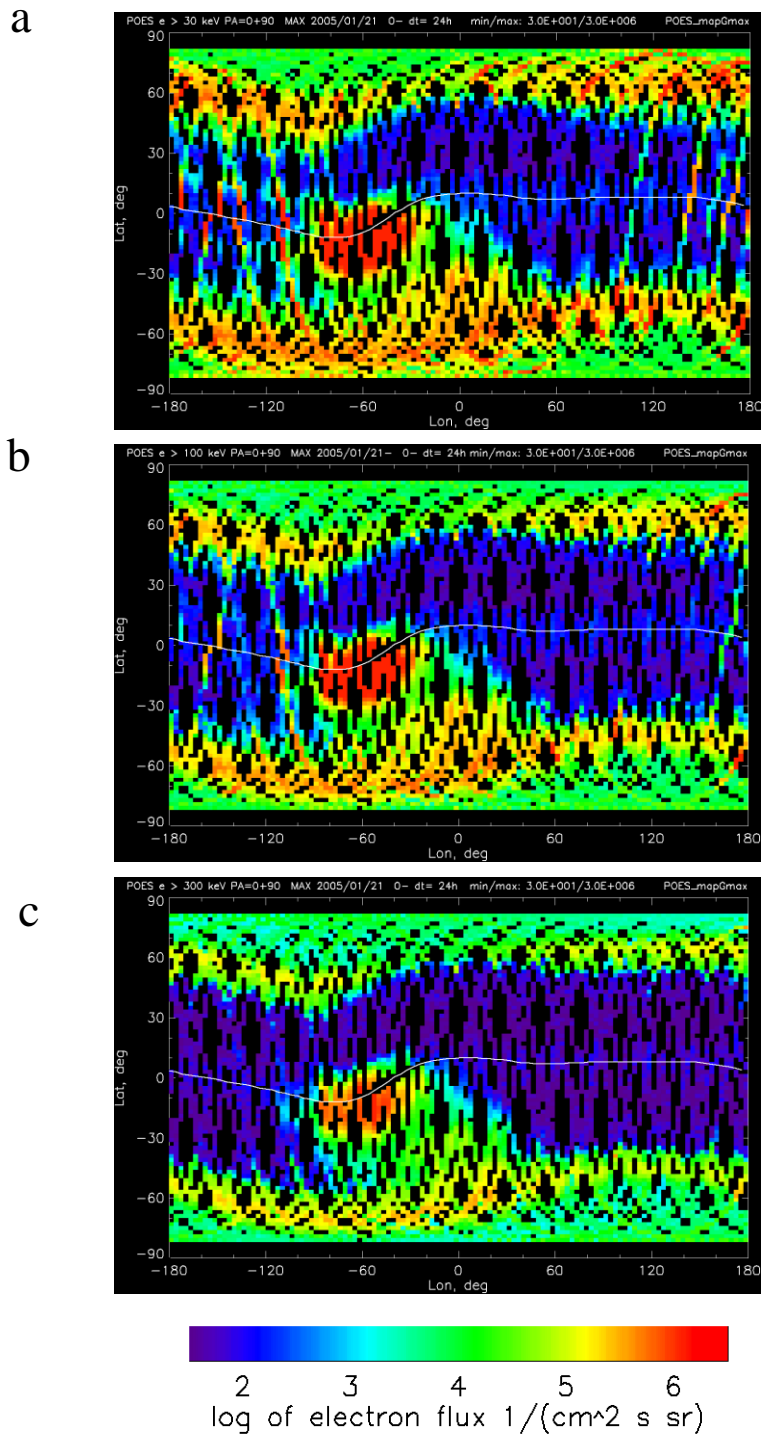 a
POES e > 30 keV PA=0+90 MAX 2005/01/21 0- dt= 24h min/max: 3.0E+001/3.0E+006 POES_mapGmax
90
60
30
0
-30
-60
-90
Lat, deg
-180 -120 -60 0 60 120 180
Lon, deg
b
POES e > 100 keV PA=0+90 MAX 2005/01/21- 0- dt= 24h min/max: 3.0E+001/3.0E+006 POES_mapGmax
90
60
30
0
-30
-60
-90
Lat, deg
-180 -120 -60 0 60 120 180
Lon, deg
c
POES e > 300 keV PA=0+90 MAX 2005/01/21 0- dt= 24h min/max: 3.0E+001/3.0E+006 POES_mapGmax
90
60
30
0
-30
-60
-90
Lat, deg
-180 -120 -60 0 60 120 180
Lon, deg
2 3 4 5 6
log of electron flux 1/(cm^2 s sr)